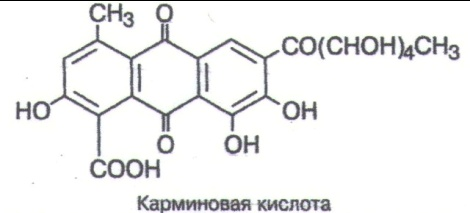 CH₃ O
CO(CHOH)₄CH₃
HO OH
O OH
COOH
Карминовая кислота